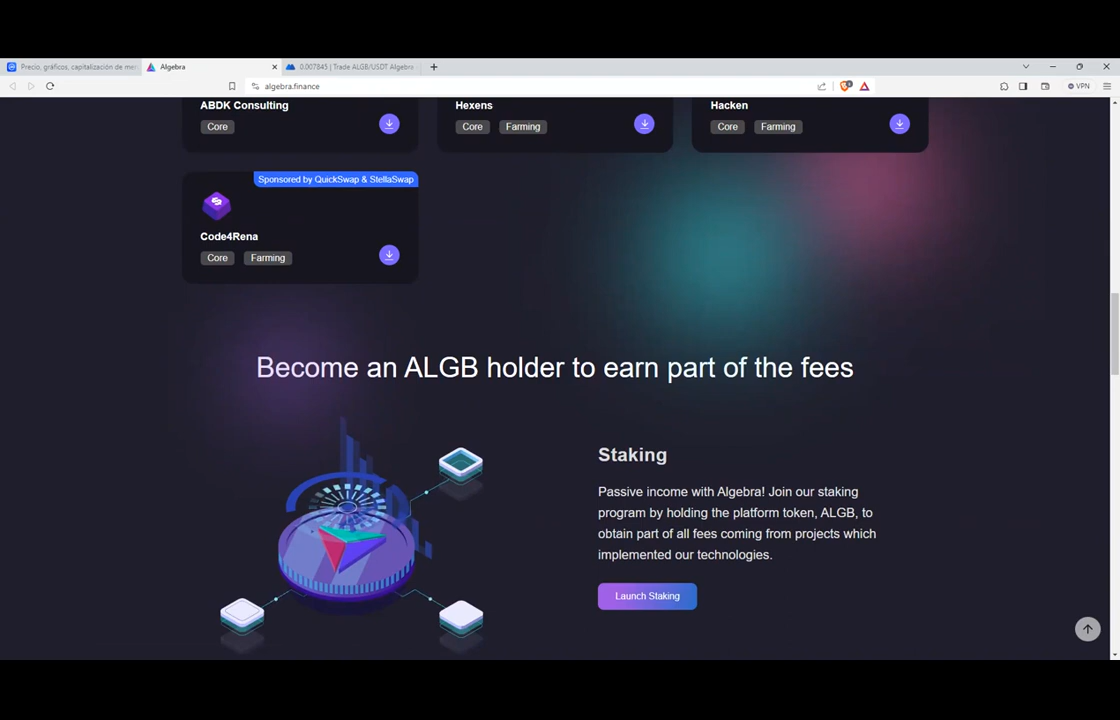 Precio, gráficos, capitalización de mer
Algebra
0.007845 | Trade ALGB/USDT Algebra
algebra.finance
VPN
ABDK Consulting
Hexens
Hacken
Core
Core
Farming
Core
Farming
Sponsored by QuickSwap & StellaSwap
Code4Rena
Core
Farming
Become an ALGB holder to earn part of the fees
Staking
Passive income with Algebra! Join our staking
program by holding the platform token, ALGB, to
obtain part of all fees coming from projects which
implemented our technologies.
Launch Staking